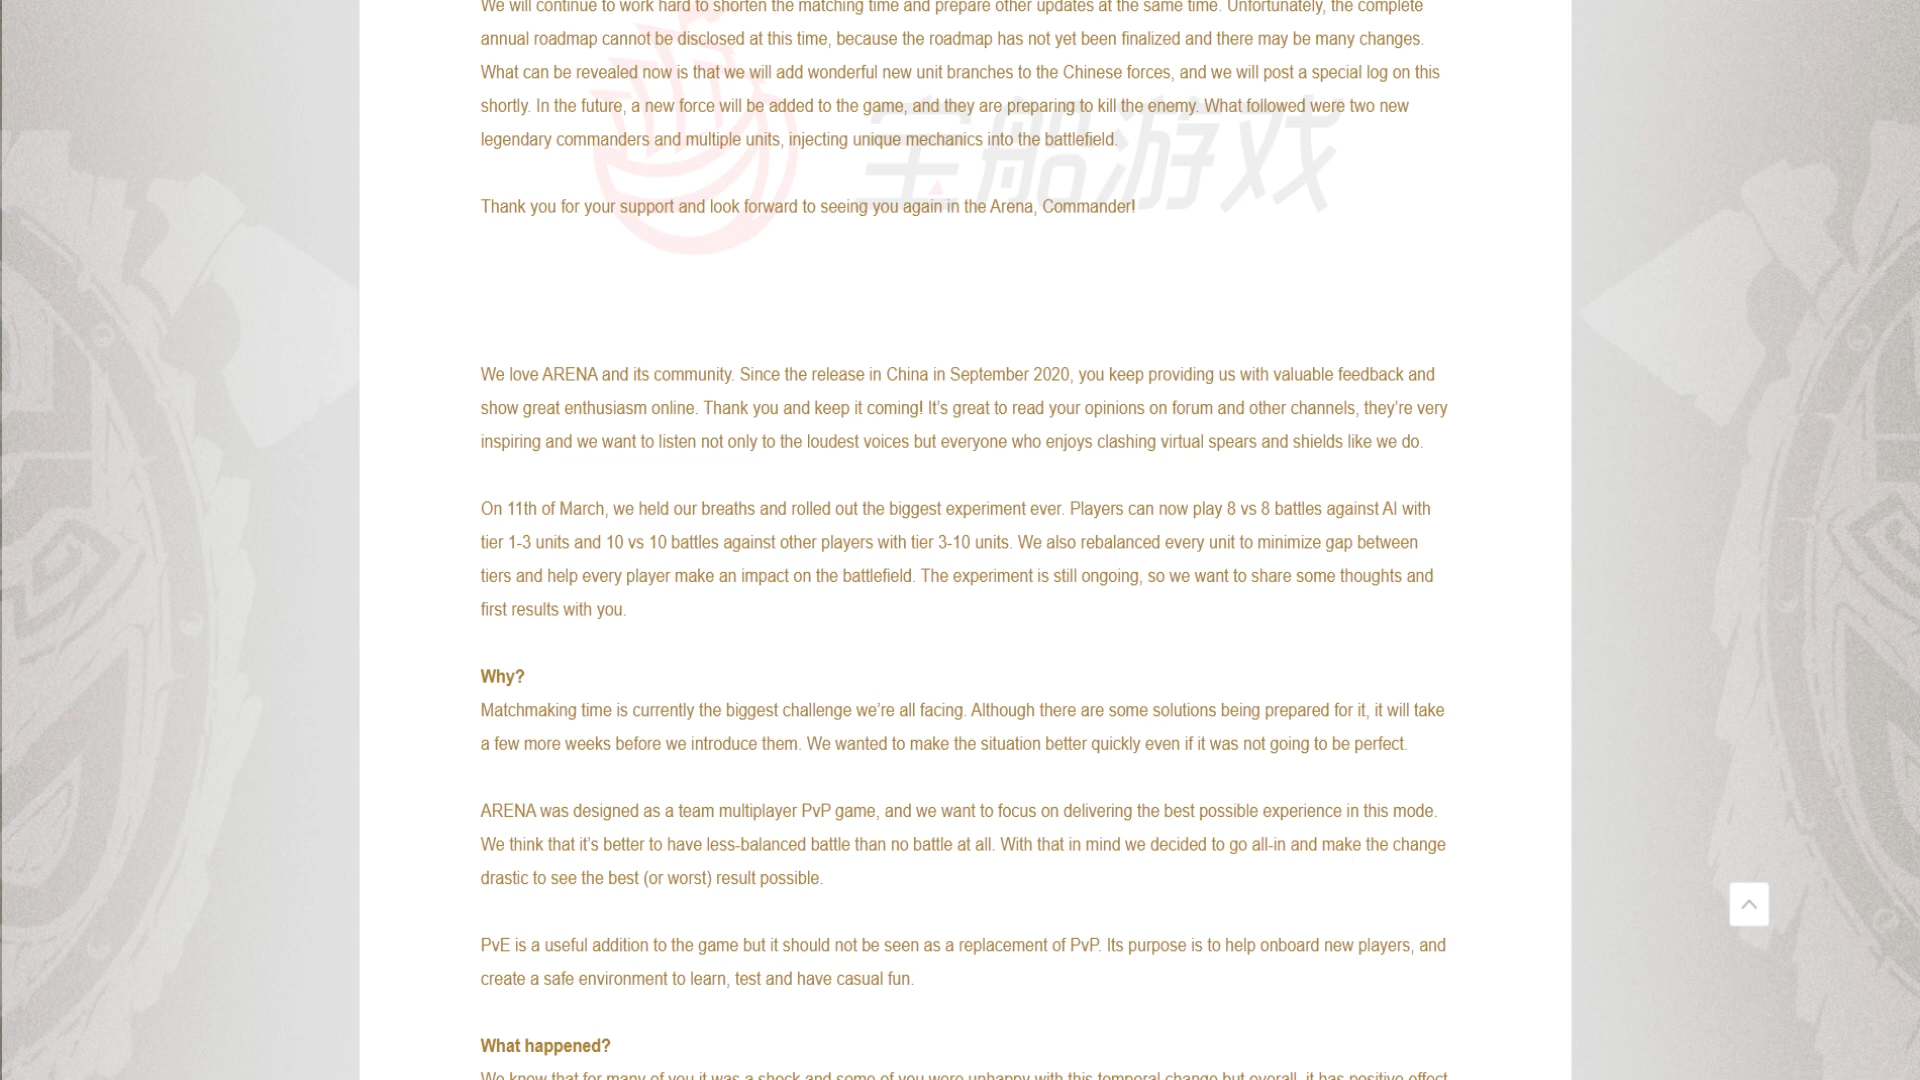 We will continue to work hard to shorten the matching time and prepare other updates at the same time. Unfortunately, the complete
annual roadmap cannot be disclosed at this time, because the roadmap has not yet been finalized and there may be many changes.
What can be revealed now is that we will add wonderful new unit branches to the Chinese forces, and we will post a special log on this
shortly. In the future, a new force will be added to the game, and they are preparing to kill the enemy. What followed were two new
legendary commanders and multiple units, injecting unique mechanics into the battlefield.
宝船游戏
Thank you for your support and look forward to seeing you again in the Arena, Commander!
We love ARENA and its community. Since the release in China in September 2020, you keep providing us with valuable feedback and
show great enthusiasm online. Thank you and keep it coming! It’s great to read your opinions on forum and other channels, they’re very
inspiring and we want to listen not only to the loudest voices but everyone who enjoys clashing virtual spears and shields like we do.
On 11th of March, we held our breaths and rolled out the biggest experiment ever. Players can now play 8 vs 8 battles against AI with
tier 1-3 units and 10 vs 10 battles against other players with tier 3-10 units. We also rebalanced every unit to minimize gap between
tiers and help every player make an impact on the battlefield. The experiment is still ongoing, so we want to share some thoughts and
first results with you.
Why?
Matchmaking time is currently the biggest challenge we’re all facing. Although there are some solutions being prepared for it, it will take
a few more weeks before we introduce them. We wanted to make the situation better quickly even if it was not going to be perfect.
ARENA was designed as a team multiplayer PvP game, and we want to focus on delivering the best possible experience in this mode.
We think that it’s better to have less-balanced battle than no battle at all. With that in mind we decided to go all-in and make the change
drastic to see the best (or worst) result possible.
PvE is a useful addition to the game but it should not be seen as a replacement of PvP. Its purpose is to help onboard new players, and
create a safe environment to learn, test and have casual fun.
What happened?
We know that for many of you it was a shock and some of you were unhappy with this temporal change but overall, it has positive effect